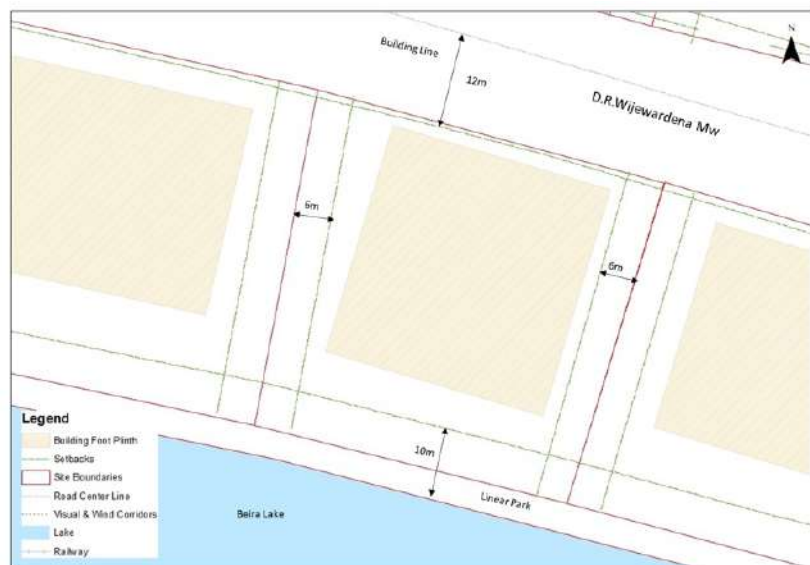 N
Building Line
12m
D.R.Wijewardena Mw
6m
6m
10m
Linear Park
Beira Lake
Legend
Building Foot Plinth
Setbacks
Site Boundaries
Road Center Line
Visual & Wind Corridors
Lake
Railway